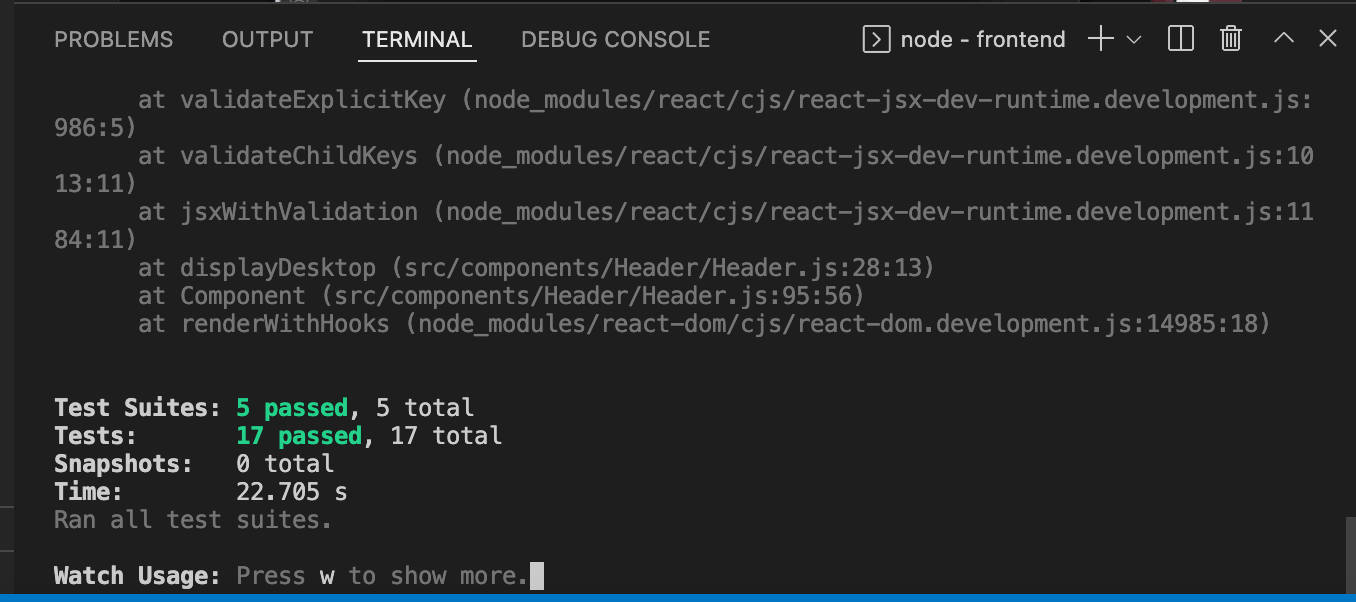 PROBLEMS OUTPUT TERMINAL DEBUG CONSOLE node - frontend
at validateExplicitKey (node_modules/react/cjs/react-jsx-dev-runtime.development.js:
986:5)
at validateChildKeys (node_modules/react/cjs/react-jsx-dev-runtime.development.js:10
13:11)
at jsxWithValidation (node_modules/react/cjs/react-jsx-dev-runtime.development.js:11
84:11)
at displayDesktop (src/components/Header/Header.js:28:13)
at Component (src/components/Header/Header.js:95:56)
at renderWithHooks (node_modules/react-dom/cjs/react-dom.development.js:14985:18)
Test Suites: 5 passed, 5 total
Tests: 17 passed, 17 total
Snapshots: 0 total
Time: 22.705 s
Ran all test suites.
Watch Usage: Press w to show more.